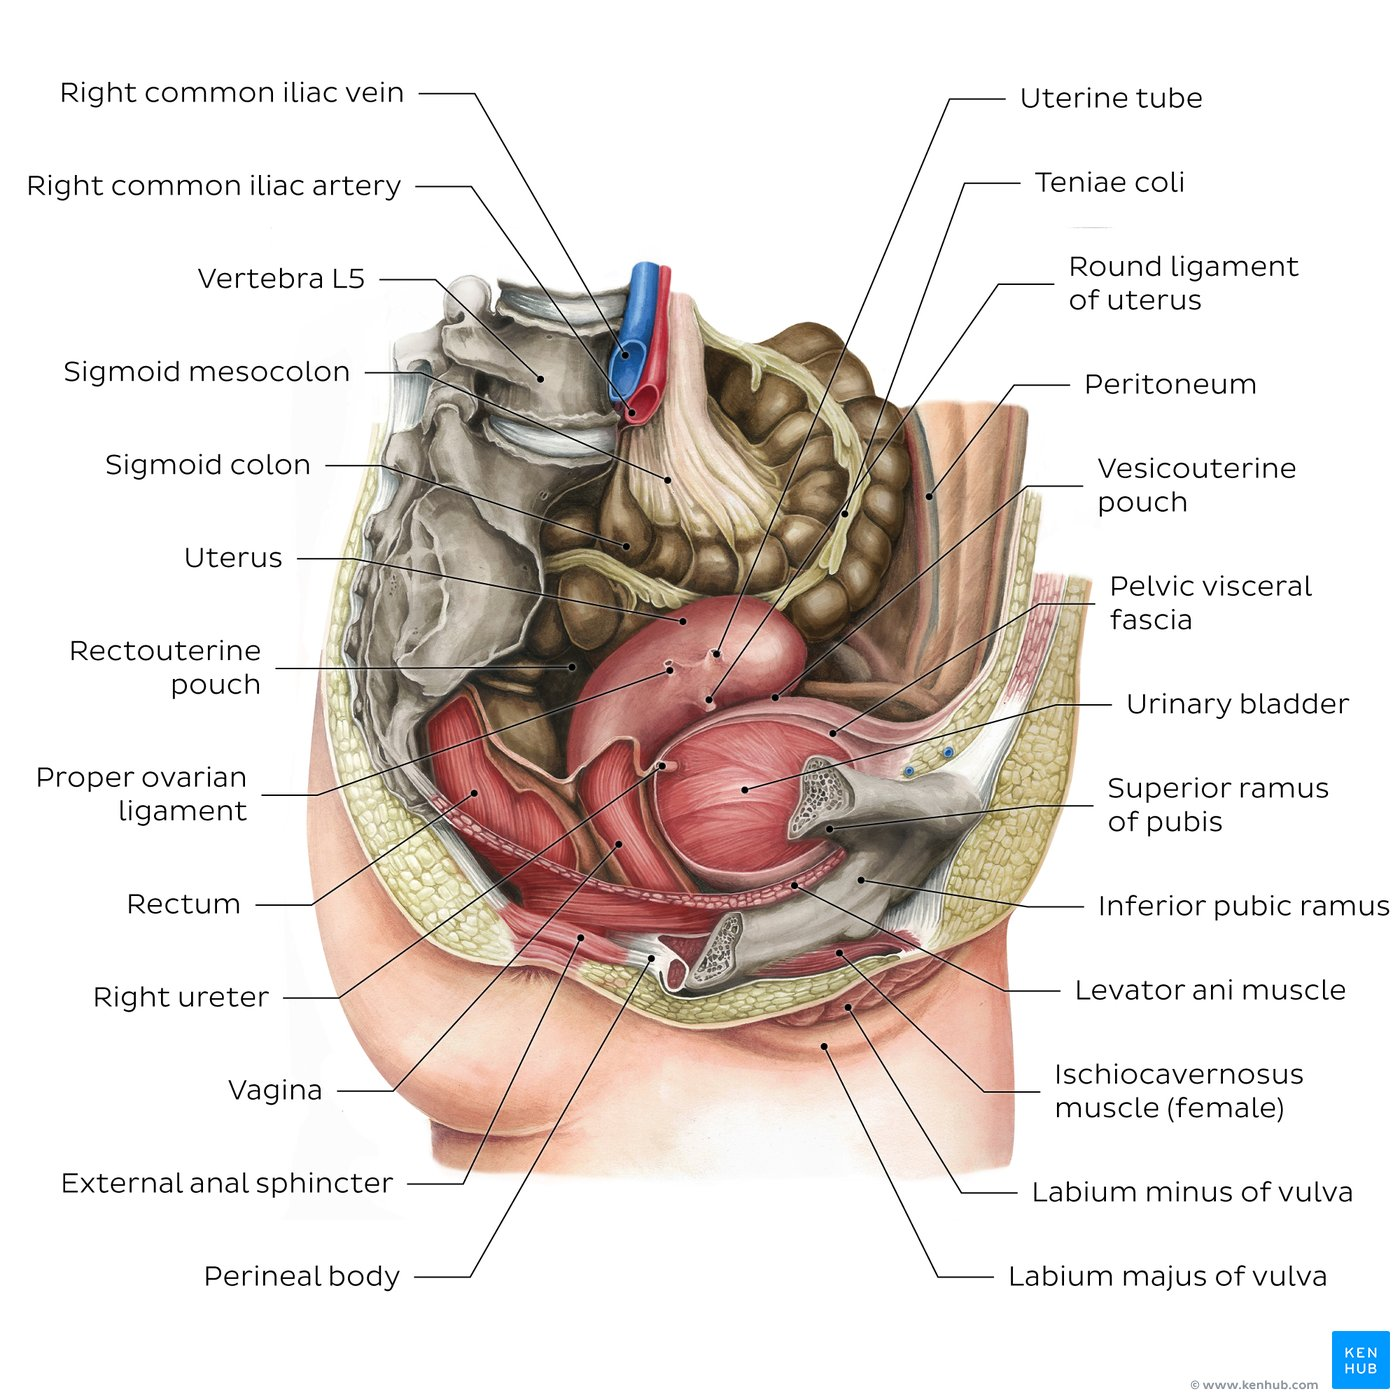 Right common iliac vein
Right common iliac artery
Vertebra L5
Sigmoid mesocolon
Sigmoid colon
Uterus
Rectouterine
pouch
Proper ovarian
ligament
Rectum
Right ureter
Vagina
External anal sphincter
Perineal body
Uterine tube
Teniae coli
Round ligament
of uterus
Peritoneum
Vesicouterine
pouch
Pelvic visceral
fascia
Urinary bladder
Superior ramus
of pubis
Inferior pubic ramus
Levator ani muscle
Ischiocavernosus
muscle (female)
Labium minus of vulva
Labium majus of vulva
KEN
HUB
© www.kenhub.com